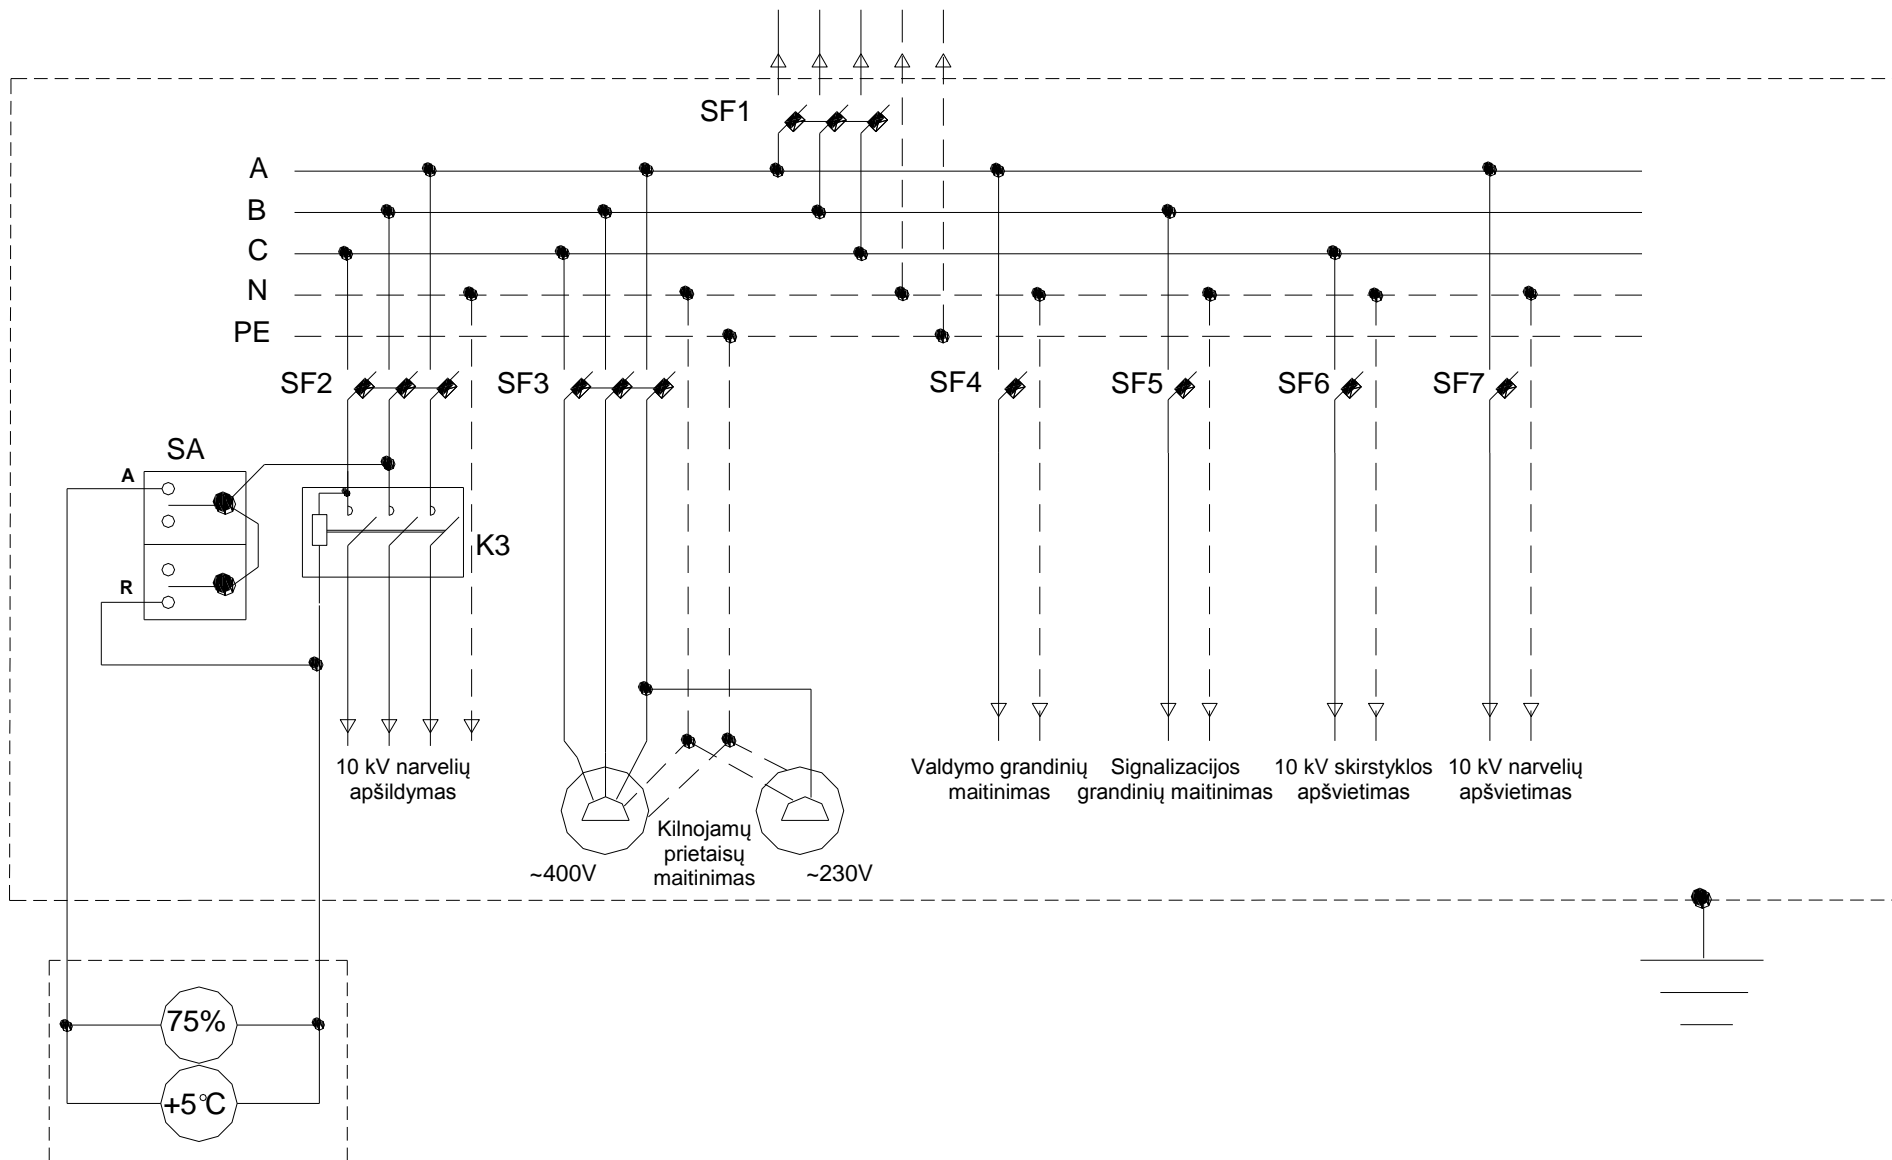 SF1
A
B
C
N
PE
SF2
SF3
SF4
SF5
SF6
SF7
SA
A
R
K3
10 kV narvelių
apšildymas
Valdymo grandinių
maitinimas
Signalizacijos
grandinių maitinimas
10 kV skirstyklos
apšvietimas
10 kV narvelių
apšvietimas
Kilnojamų
prietaisų
maitinimas
~400V
~230V
75%
+5°C